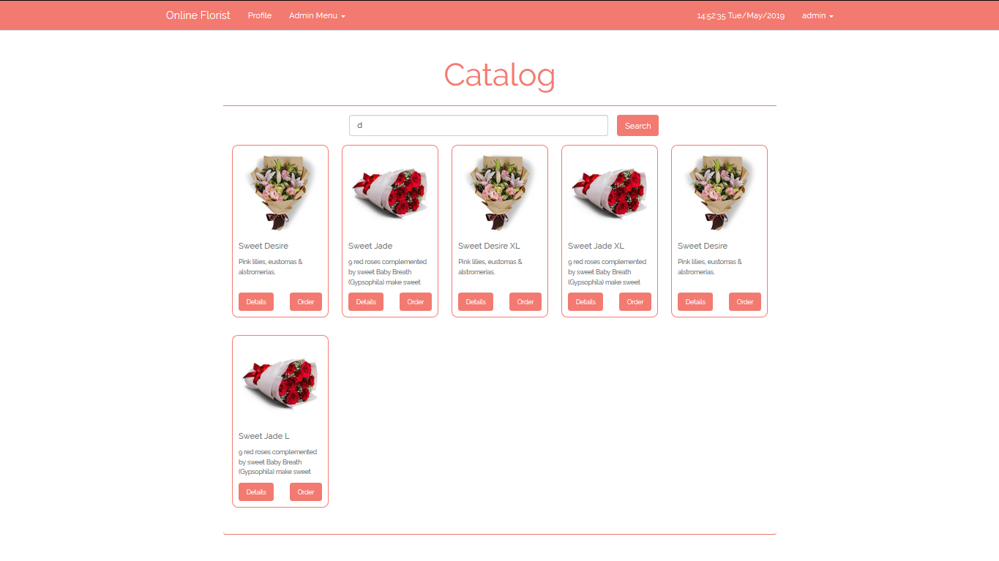 Online Florist Profile Admin Menu 14:52:35 Tue/May/2019 admin
Catalog
d Search
Sweet Desire
Pink lilies, eustomas &
alstromerias.
Details Order
Sweet Jade
9 red roses complemented
by sweet Baby Breath
(Gypsophila) make sweet
Details Order
Sweet Desire XL
Pink lilies, eustomas &
alstromerias.
Details Order
Sweet Jade XL
9 red roses complemented
by sweet Baby Breath
(Gypsophila) make sweet
Details Order
Sweet Desire
Pink lilies, eustomas &
alstromerias.
Details Order
Sweet Jade L
9 red roses complemented
by sweet Baby Breath
(Gypsophila) make sweet
Details Order